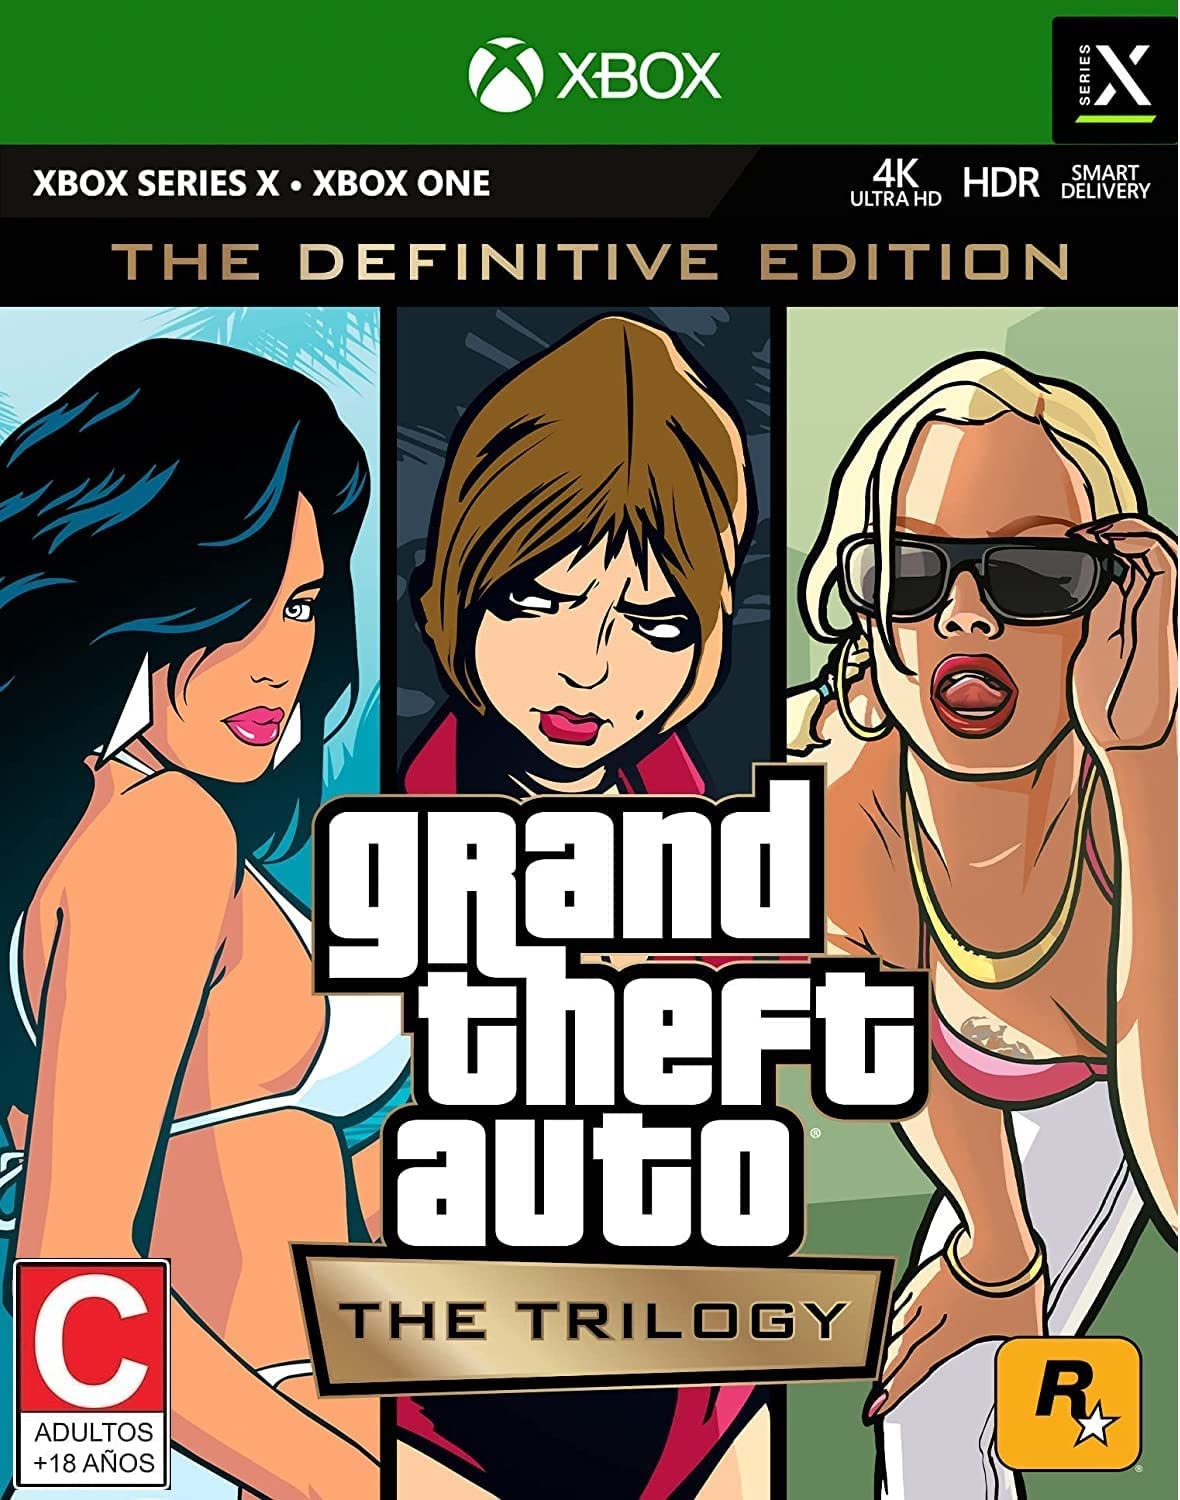 XBOX
SERIES X
XBOX SERIES X • XBOX ONE
4K
ULTRA HD
HDR
SMART
DELIVERY
THE DEFINITIVE EDITION
grand
theft
auto®
THE TRILOGY
C
ADULTOS
+18 AÑOS
R
®